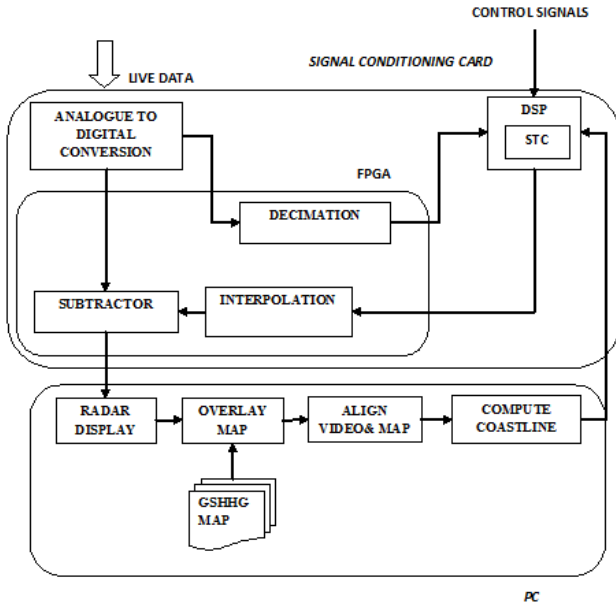 CONTROL SIGNALS
SIGNAL CONDITIONING CARD
LIVE DATA
ANALOGUE TO
DIGITAL
CONVERSION
DSP
STC
FPGA
DECIMATION
SUBTRACTOR
INTERPOLATION
RADAR
DISPLAY
OVERLAY
MAP
ALIGN
VIDEO& MAP
COMPUTE
COASTLINE
GSHHG
MAP
PC